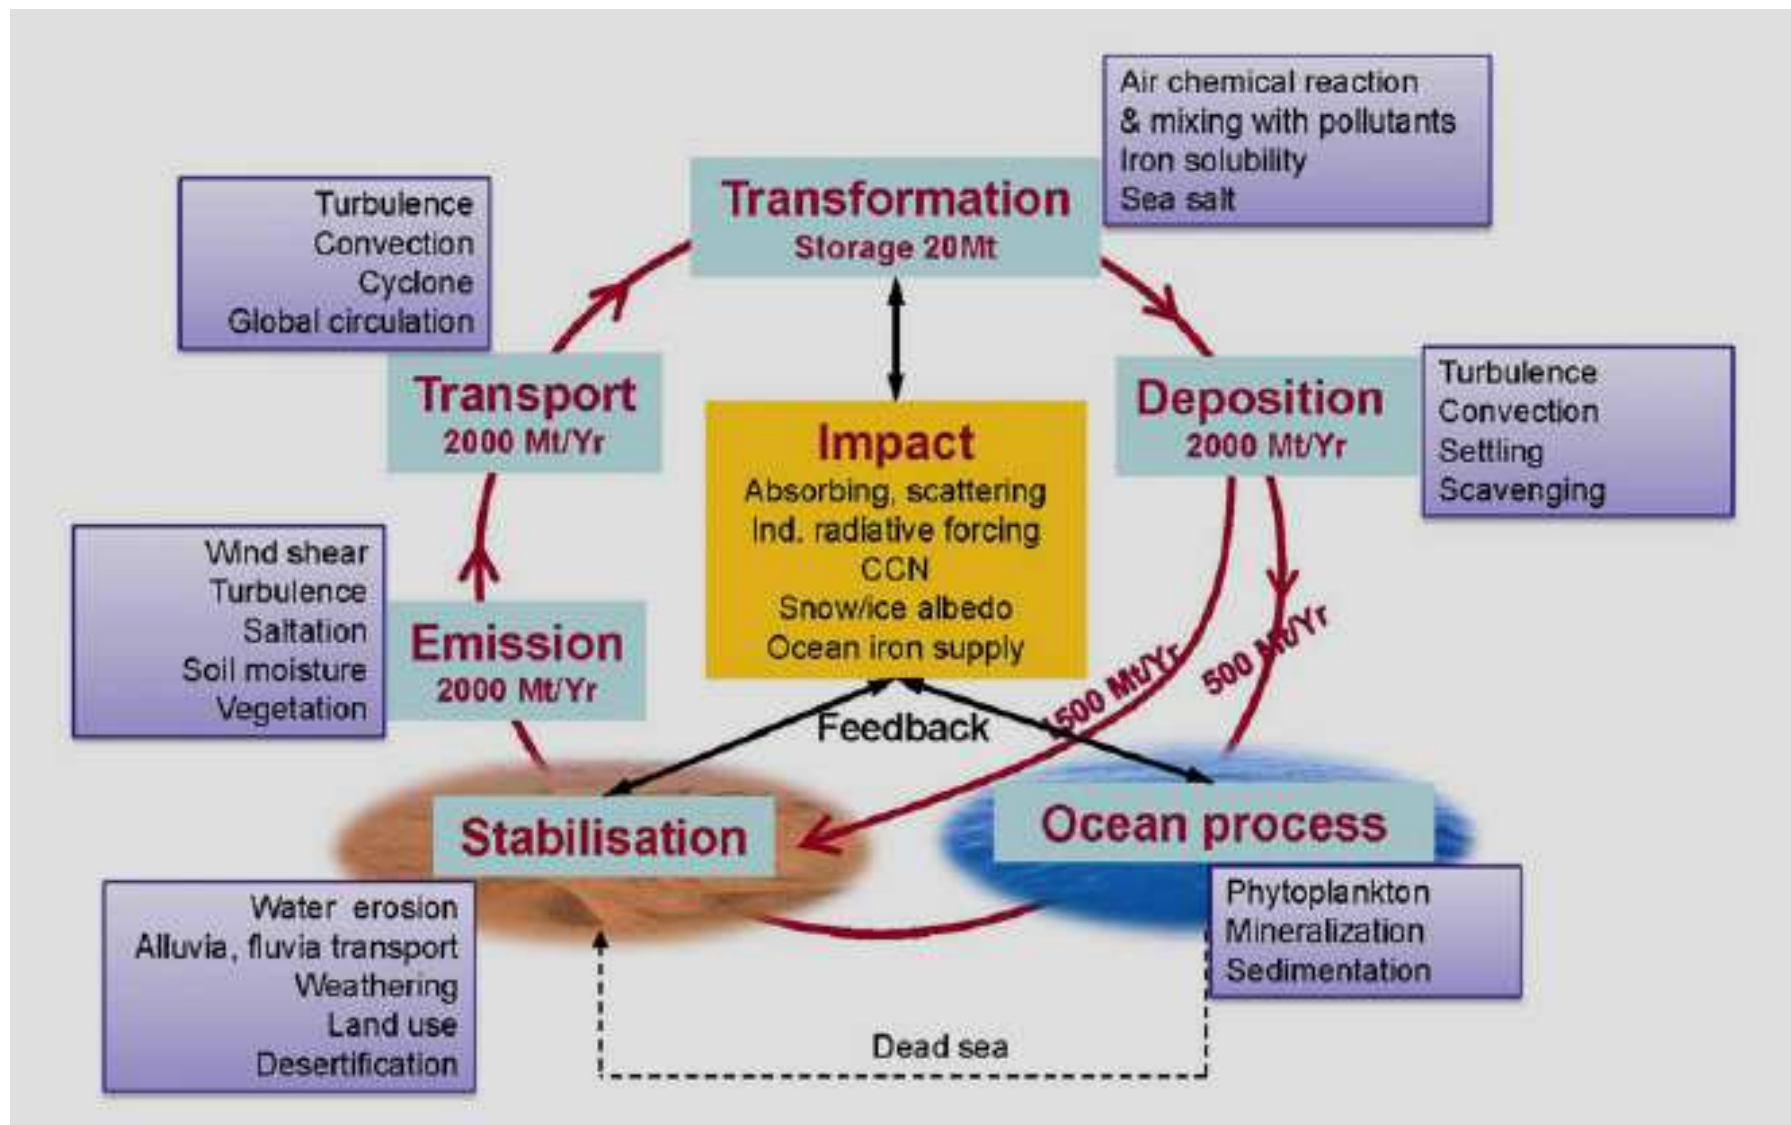 Air chemical reaction
& mixing with pollutants
Iron solubility
Sea salt
Transformation
Storage 20Mt
Turbulence
Convection
Cyclone
Global circulation
Transport
2000 Mt/Yr
Deposition
2000 Mt/Yr
Turbulence
Convection
Settling
Scavenging
Impact
Absorbing, scattering
Ind. radiative forcing
CCN
Snow/ice albedo
Ocean iron supply
Wind shear
Turbulence
Saltation
Soil moisture
Vegetation
Emission
2000 Mt/Yr
1500 Mt/Yr
500 Mt/Yr
Feedback
Stabilisation
Ocean process
Water erosion
Alluvia, fluvia transport
Weathering
Land use
Desertification
Phytoplankton
Mineralization
Sedimentation
Dead sea